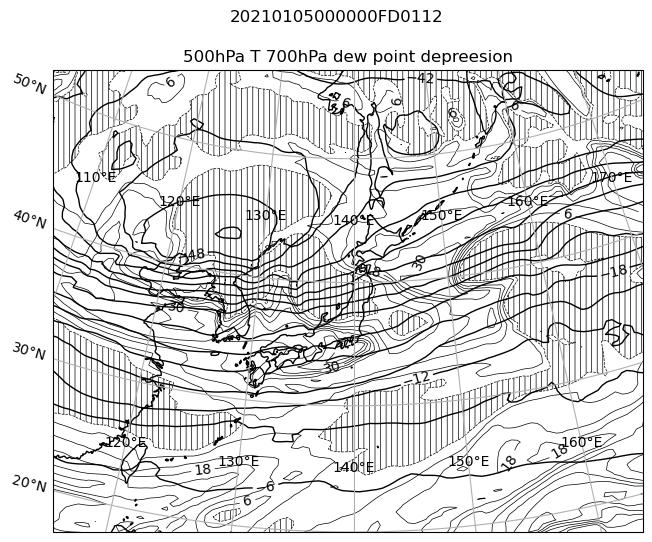 20210105000000FD0112
500hPa T 700hPa dew point depreesion
50°N
6
-42
6
6
6
6
110°E
170°E
120°E
160°E
130°E
150°E
140°E
6
40°N
-48
30
-18
-18
-30
30°N
30
-12
120°E
160°E
18
130°E
150°E
18
18
140°E
20°N
-6
6